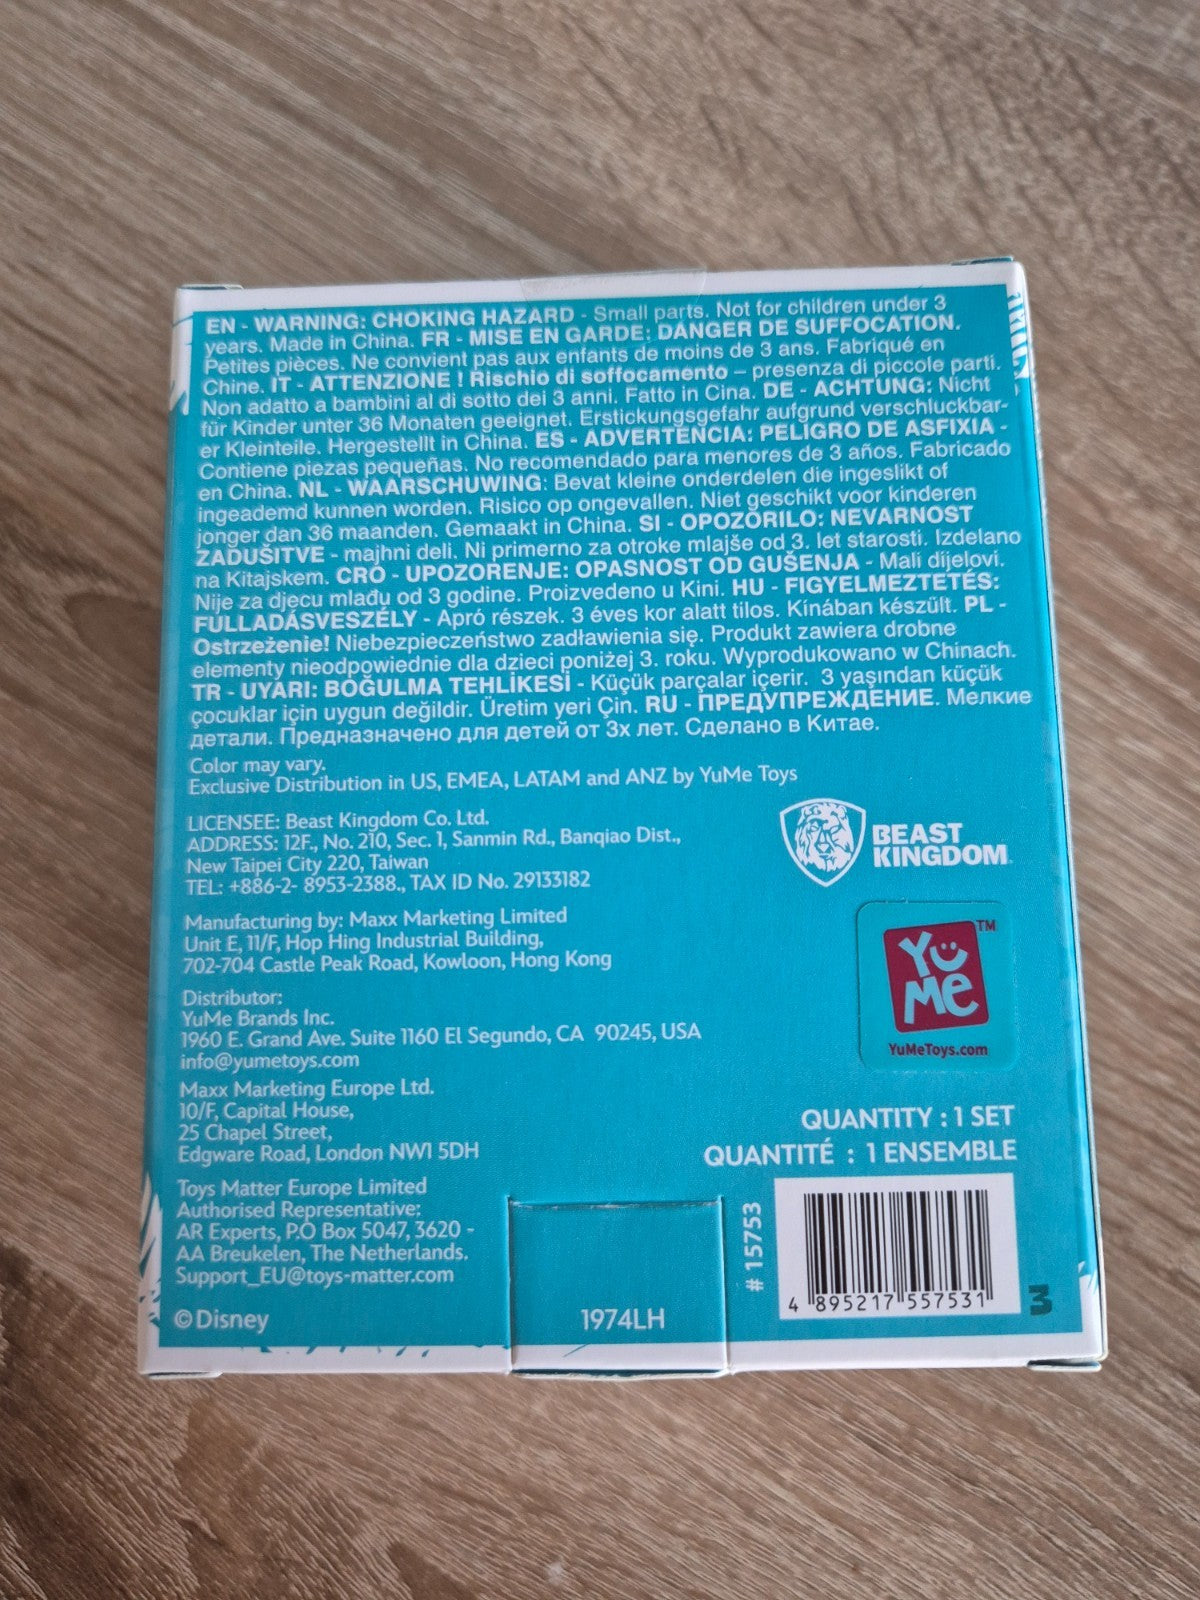 EN - WARNING: CHOKING HAZARD - Small parts. Not for children under 3
years. Made in China. FR - MISE EN GARDE: DANGER DE SUFFOCATION.
Petites pièces. Ne convient pas aux enfants de moins de 3 ans. Fabriqué en
Chine. IT - ATTENZIONE ! Rischio di soffocamento – presenza di piccole parti.
Non adatto a bambini al di sotto dei 3 anni. Fatto in Cina. DE - ACHTUNG: Nicht
für Kinder unter 36 Monaten geeignet. Erstickungsgefahr aufgrund verschluckbar-
er Kleinteile. Hergestellt in China. ES - ADVERTENCIA: PELIGRO DE ASFIXIA -
Contiene piezas pequeñas. No recomendado para menores de 3 años. Fabricado
en China. NL - WAARSCHUWING: Bevat kleine onderdelen die ingeslikt of
ingeademd kunnen worden. Risico op ongevallen. Niet geschikt voor kinderen
jonger dan 36 maanden. Gemaakt in China. SI - OPOZORILO: NEVARNOST
ZADUŠITVE - majhni deli. Ni primerno za otroke mlajše od 3. let starosti. Izdelano
na Kitajskem. CRO - UPOZORENJE: OPASNOST OD GUŠENJA - Mali dijelovi.
Nije za djecu mlađu od 3 godine. Proizvedeno u Kini. HU - FIGYELMEZTETÉS:
FULLADÁSVESZÉLY - Apró részek. 3 éves kor alatt tilos. Kínában készült. PL -
Ostrzeżenie! Niebezpieczeństwo zadławienia się. Produkt zawiera drobne
elementy nieodpowiednie dla dzieci poniżej 3. roku. Wyprodukowano w Chinach.
TR - UYARI: BOĞULMA TEHLİKESİ - Küçük parçalar içerir. 3 yaşından küçük
çocuklar için uygun değildir. Üretim yeri Çin. RU - ПРЕДУПРЕЖДЕНИЕ. Мелкие
детали. Предназначено для детей от 3х лет. Сделано в Китае.
Color may vary.
Exclusive Distribution in US, EMEA, LATAM and ANZ by YuMe Toys
LICENSEE: Beast Kingdom Co. Ltd.
ADDRESS: 12F., No. 210, Sec. 1, Sanmin Rd., Banqiao Dist.,
New Taipei City 220, Taiwan
TEL: +886-2- 8953-2388., TAX ID No. 29133182
BEAST
KINGDOM
Manufacturing by: Maxx Marketing Limited
Unit E, 11/F, Hop Hing Industrial Building,
702-704 Castle Peak Road, Kowloon, Hong Kong
YuMe TM
YuMeToys.com
Distributor:
YuMe Brands Inc.
1960 E. Grand Ave. Suite 1160 El Segundo, CA 90245, USA
info@yumetoys.com
Maxx Marketing Europe Ltd.
10/F, Capital House,
25 Chapel Street,
Edgware Road, London NW1 5DH
QUANTITY : 1 SET
QUANTITÉ : 1 ENSEMBLE
Toys Matter Europe Limited
Authorised Representative:
AR Experts, P.O Box 5047, 3620 -
AA Breukelen, The Netherlands.
Support_EU@toys-matter.com
©Disney
1974LH
# 15753
4 895217 557531
3